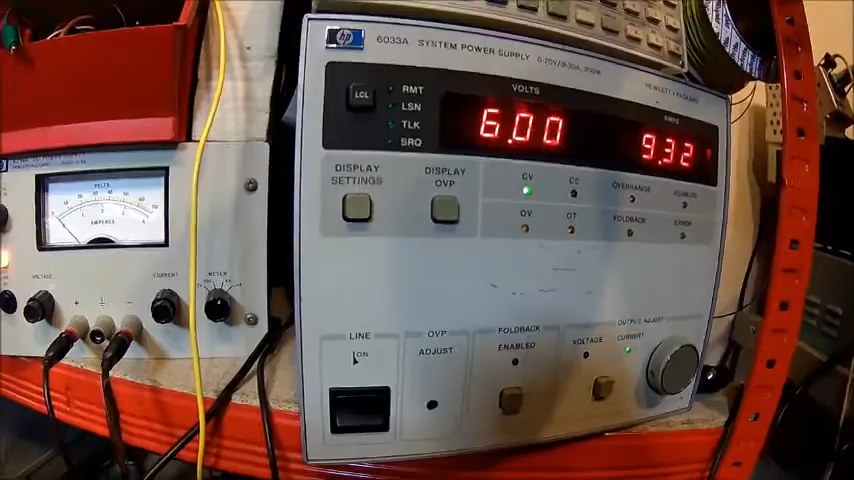 hp 6033A SYSTEM POWER SUPPLY 0-20V/0-30A, 200W
HEWLETT • PACKARD
VOLTS
AMPS
LCL
RMT
LSN
TLK
SRQ
6.00
9.32
DISPLAY SETTINGS
DISPLAY OVP
CV
CC
OVERRANGE
DISABLED
OV
OT
FOLDBACK
ERROR
LINE
ON
OVP ADJUST
FOLDBACK ENABLED
OUTPUT ADJUST
VOLTAGE
CURRENT
VOLTS
AMPERES
VOLTAGE
CURRENT
METER